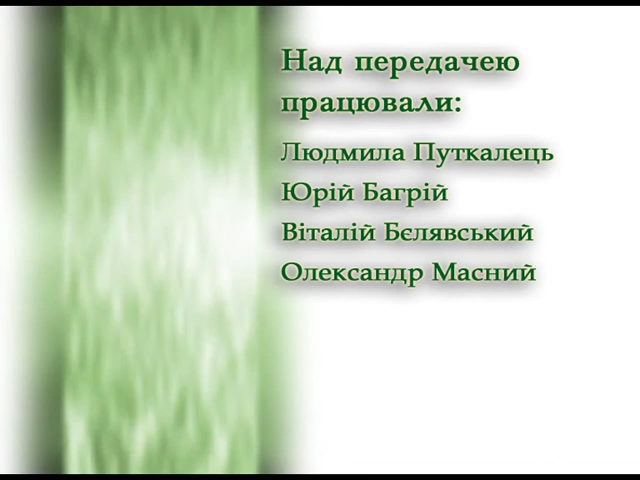 Над передачею
працювали:
Людмила Путкалець
Юрій Багрій
Віталій Бєлявський
Олександр Масний